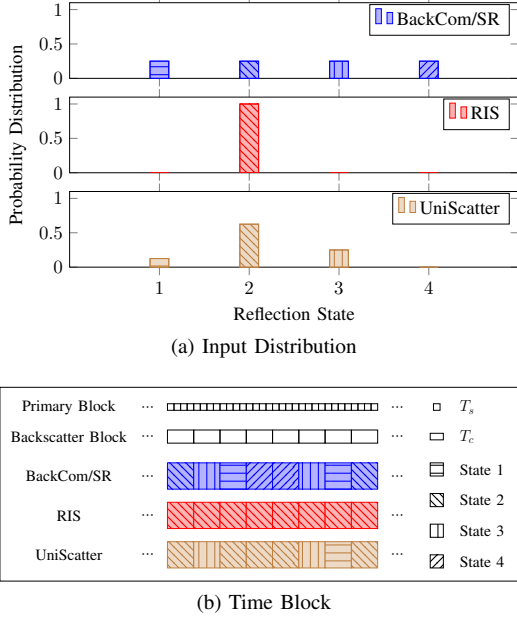 Probability Distribution
1
0.5
0
BackCom/SR
1
0.5
0
RIS
1
0.5
0
UniScatter
1 2 3 4
Reflection State
(a) Input Distribution
Primary Block ... ... T_s
Backscatter Block ... ... T_c
BackCom/SR ... ... State 1
State 2
RIS ... ... State 3
UniScatter ... ... State 4
(b) Time Block